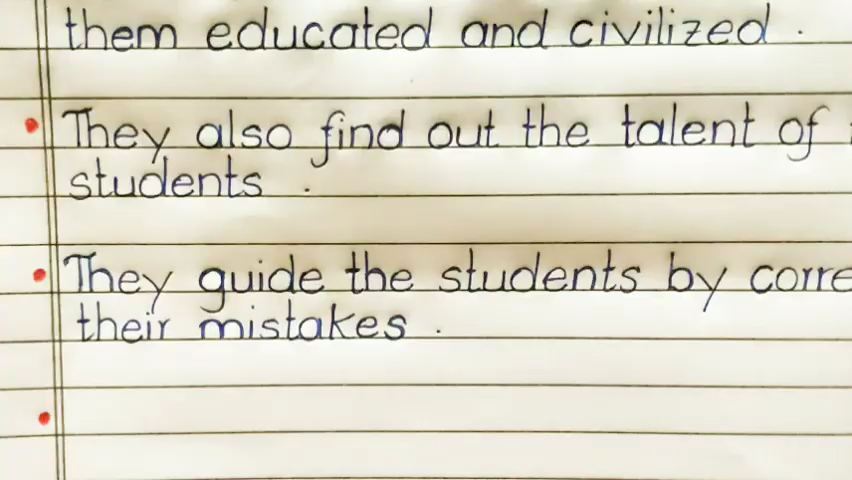 them educated and civilized.
• They also find out the talent of
students.
• They guide the students by
their mistakes.
•